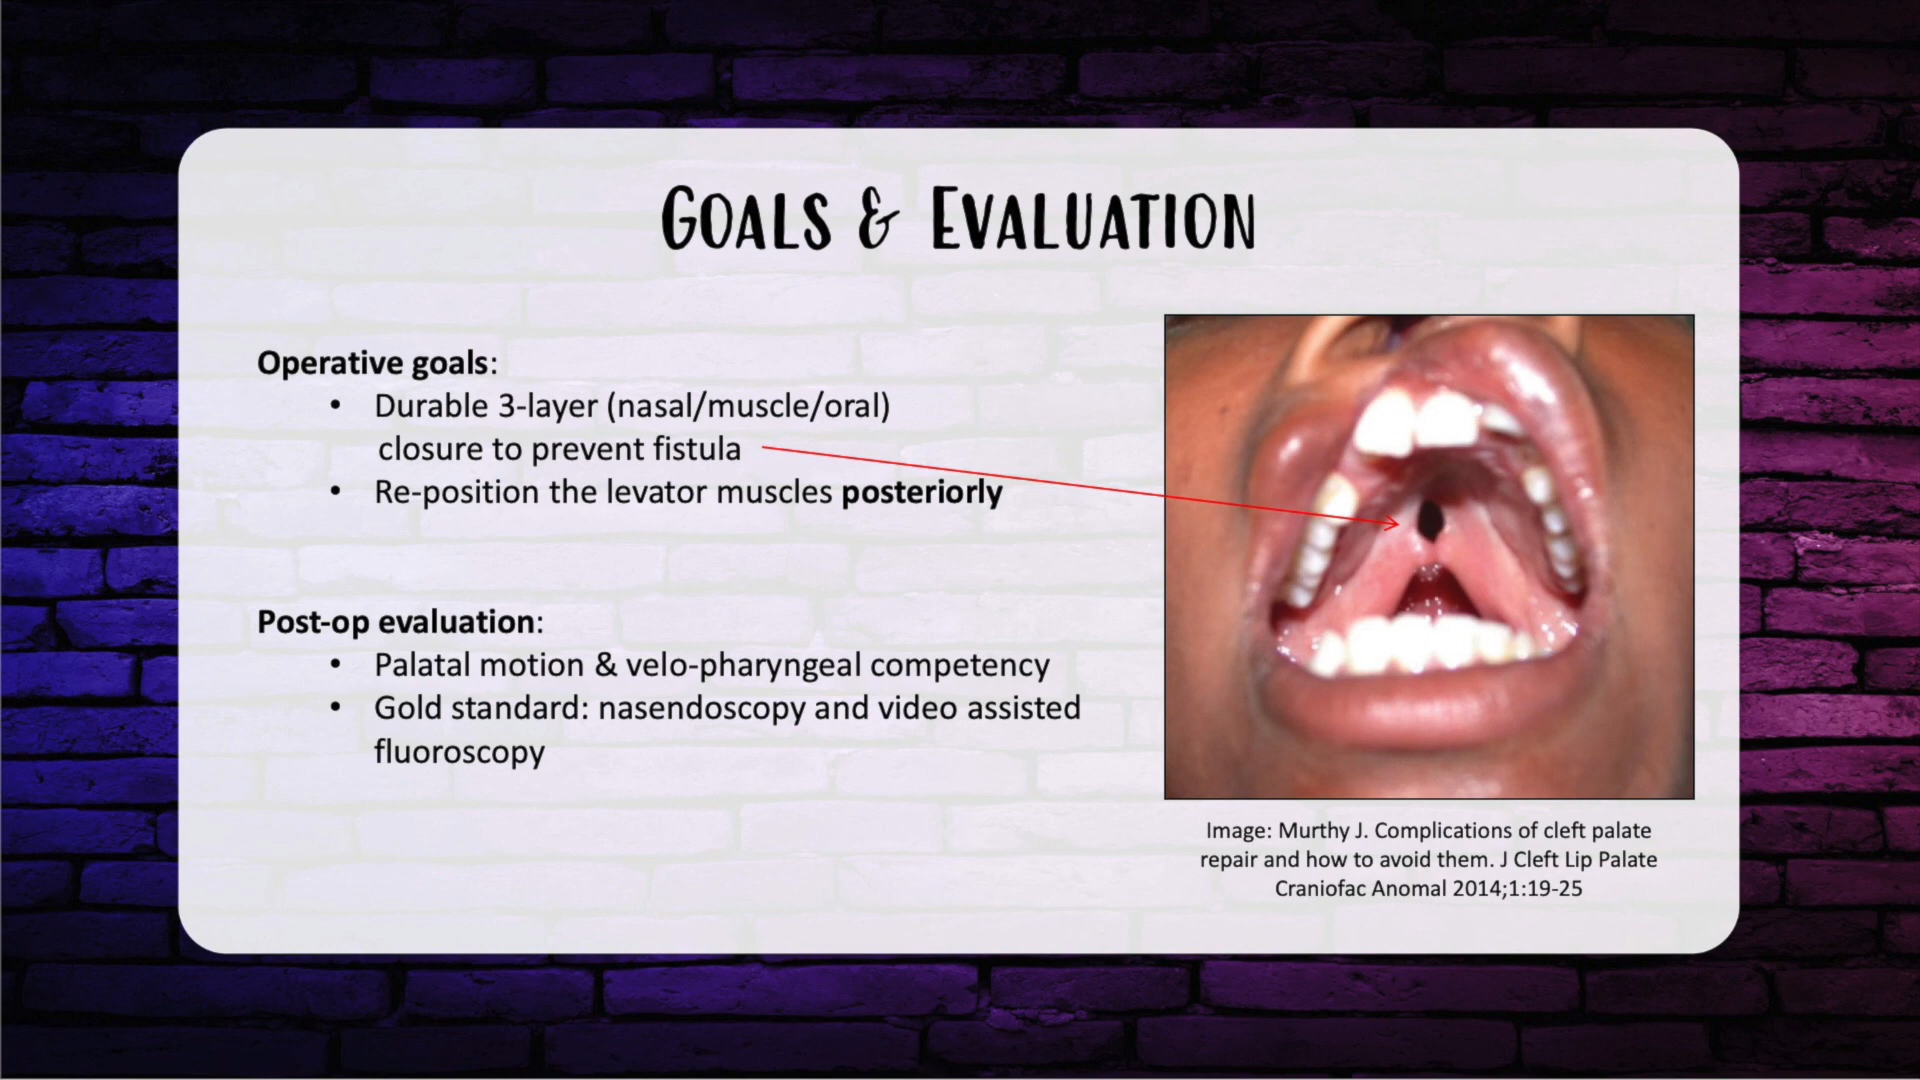 GOALS & EVALUATION
Operative goals:
• Durable 3-layer (nasal/muscle/oral)
closure to prevent fistula
• Re-position the levator muscles posteriorly
Post-op evaluation:
• Palatal motion & velo-pharyngeal competency
• Gold standard: nasendoscopy and video assisted
fluoroscopy
Image: Murthy J. Complications of cleft palate
repair and how to avoid them. J Cleft Lip Palate
Craniofac Anomal 2014;1:19-25